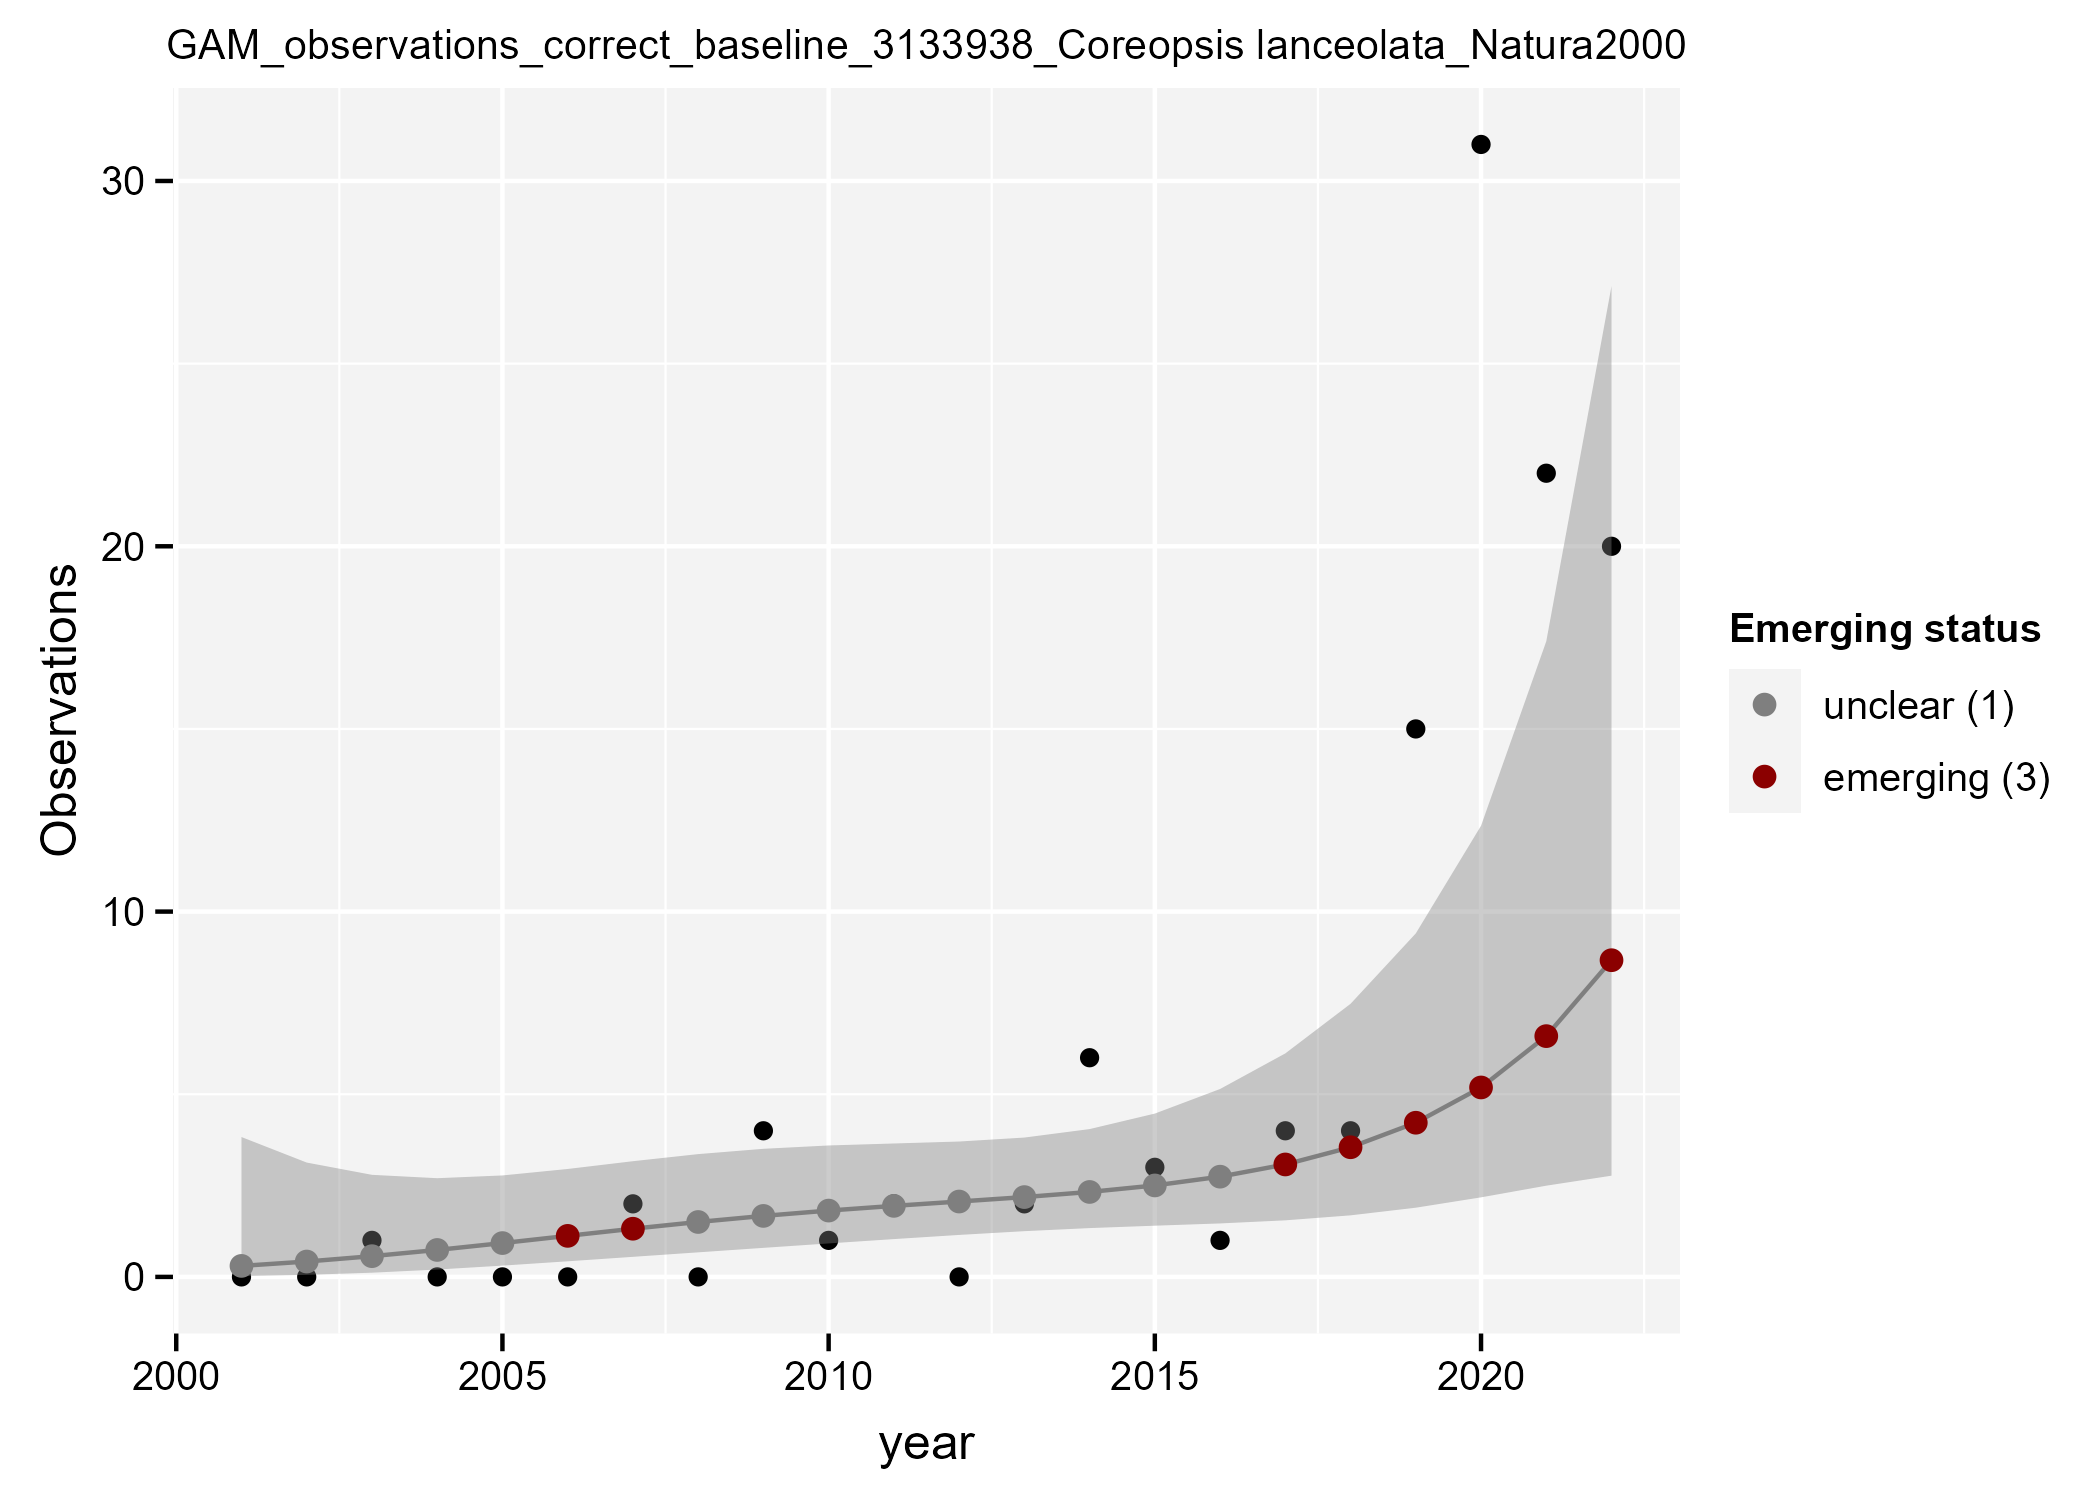 GAM_observations_correct_baseline_3133938_Coreopsis lanceolata_Natura2000
30
20
10
0
Observations
2000
2005
2010
2015
2020
year
Emerging status
unclear (1)
emerging (3)